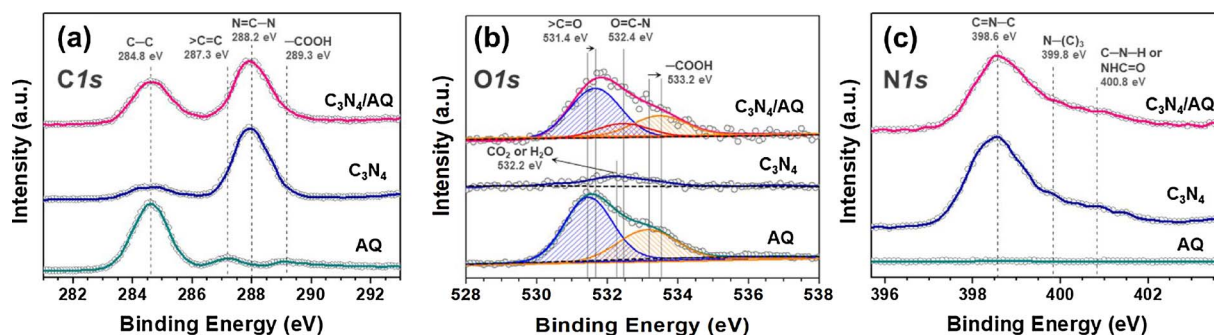 (a)
C1s
C—C
284.8 eV
>C=C
287.3 eV
N=C—N
288.2 eV
—COOH
289.3 eV
C₃N₄/AQ
C₃N₄
AQ
Intensity (a.u.)
282 284 286 288 290 292
Binding Energy (eV)
(b)
O1s
>C=O
531.4 eV
O=C-N
532.4 eV
—COOH
533.2 eV
C₃N₄/AQ
CO₂ or H₂O
532.2 eV
C₃N₄
AQ
Intensity (a.u.)
528 530 532 534 536 538
Binding Energy (eV)
(c)
N1s
C=N—C
398.6 eV
N—(C)₃
399.8 eV
C—N—H or
NHC=O
400.8 eV
C₃N₄/AQ
C₃N₄
AQ
Intensity (a.u.)
396 398 400 402
Binding Energy (eV)